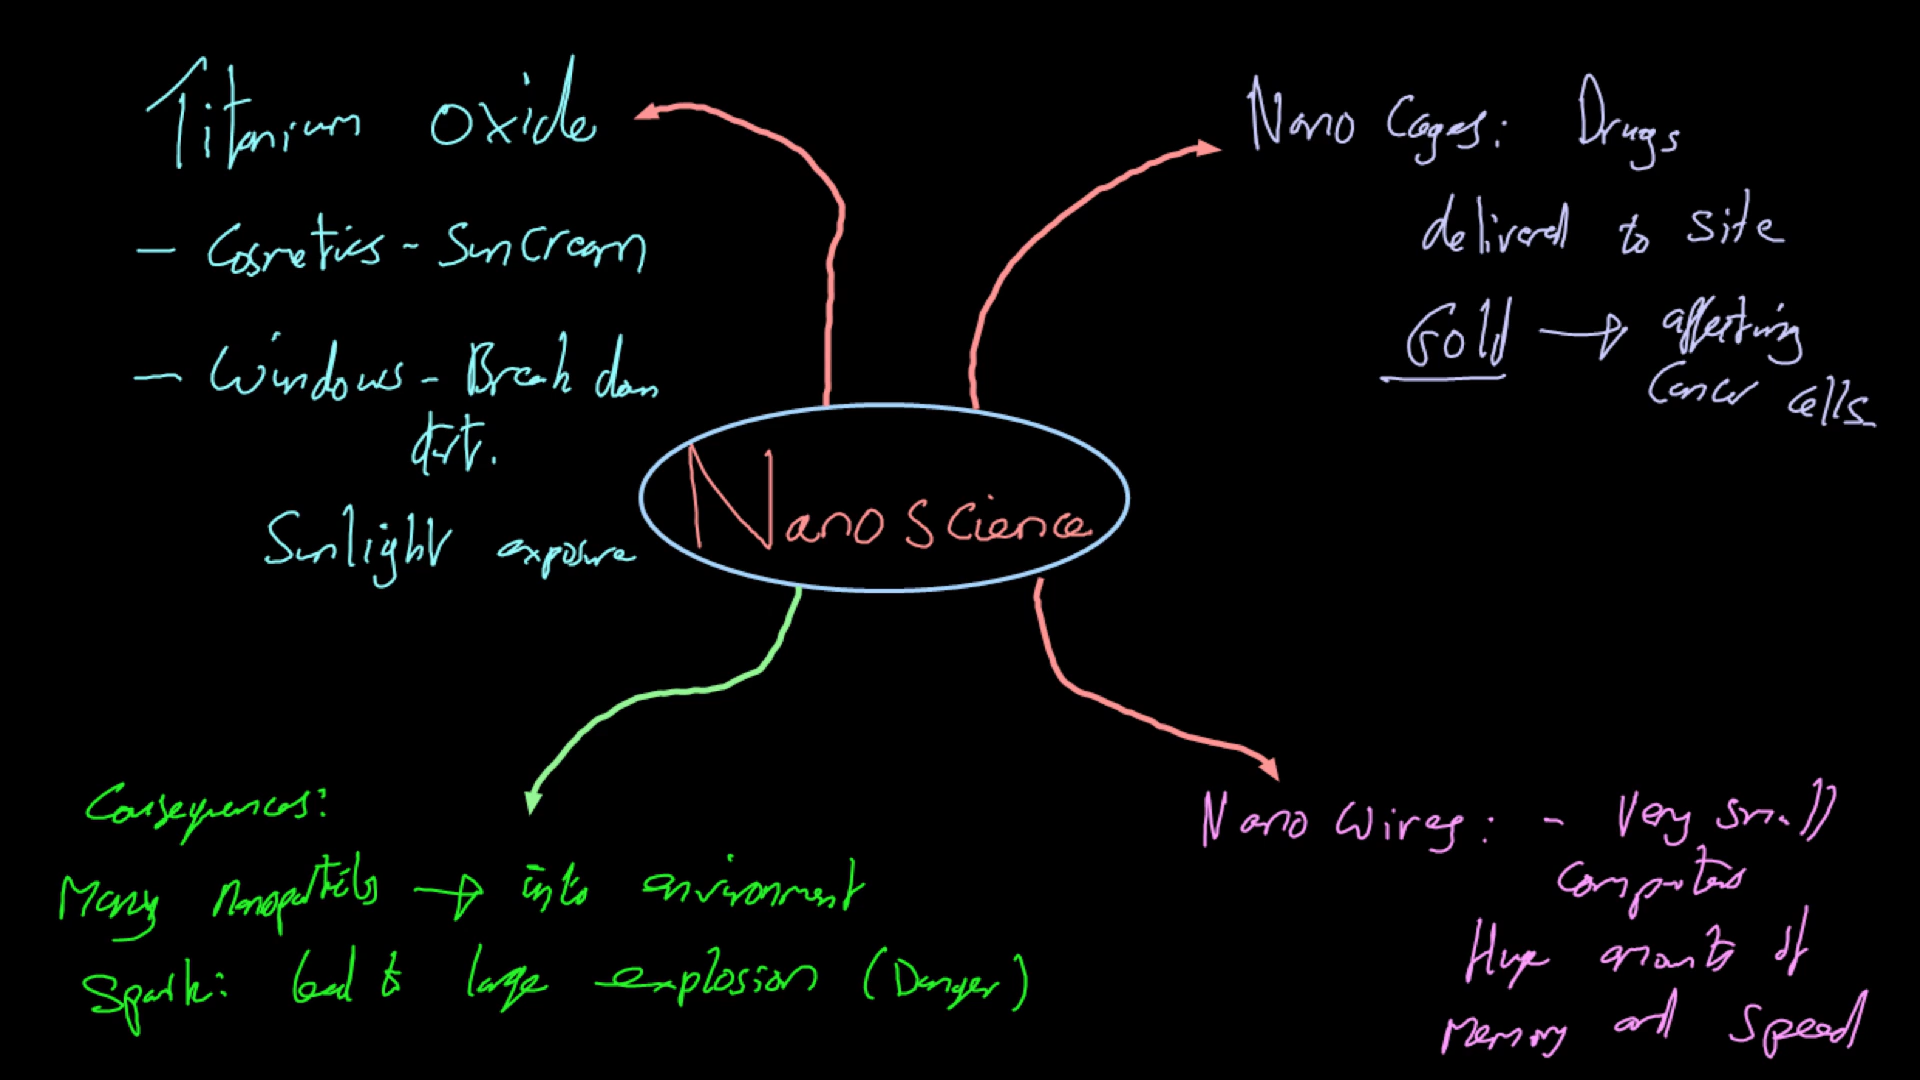 Titanium oxide
- Cosmetics - Suncream
- Windows - Break down
dirt.
Sunlight exposure
Nano Cages: Drugs
delivered to site
Gold → affecting
Cancer cells
Nano Science
Consequences:
Many nanoparticles → into environment
Spark: lead to large explosion (Danger)
Nano Wires: - Very small
computers
Huge amounts of
memory and speed